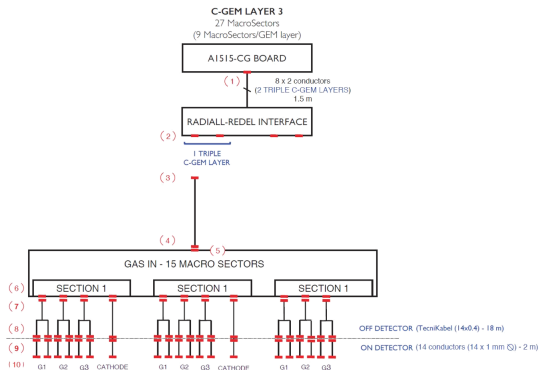 C-GEM LAYER 3
27 MacroSectors
(9 MacroSectors/GEM layer)
A1515-CG BOARD
(1)
8 x 2 conductors
(2 TRIPLE C-GEM LAYERS)
1.5 m
RADIALL-REDEL INTERFACE
(2)
1 TRIPLE
C-GEM LAYER
(3)
(4)
(5)
GAS IN - 15 MACRO SECTORS
(6)
SECTION 1
SECTION 1
SECTION 1
(7)
(8)
OFF DETECTOR (TecniKabel (14x0.4) - 18 m)
(9)
ON DETECTOR (14 conductors (14 x 1 mm ⦰) - 2 m)
(10)
G1 G2 G3 CATHODE
G1 G2 G3 CATHODE
G1 G2 G3